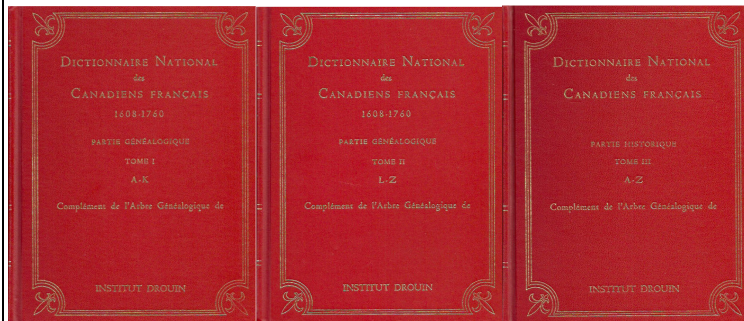 DICTIONNAIRE NATIONAL
des
CANADIENS FRANÇAIS
1608-1760
PARTIE GÉNÉALOGIQUE
TOME I
A-K
Complément de l'Arbre Généalogique de
INSTITUT DROUIN
DICTIONNAIRE NATIONAL
des
CANADIENS FRANÇAIS
1608-1760
PARTIE GÉNÉALOGIQUE
TOME II
L-Z
Complément de l'Arbre Généalogique de
INSTITUT DROUIN
DICTIONNAIRE NATIONAL
des
CANADIENS FRANÇAIS
PARTIE HISTORIQUE
TOME III
A-Z
Complément de l'Arbre Généalogique de
INSTITUT DROUIN